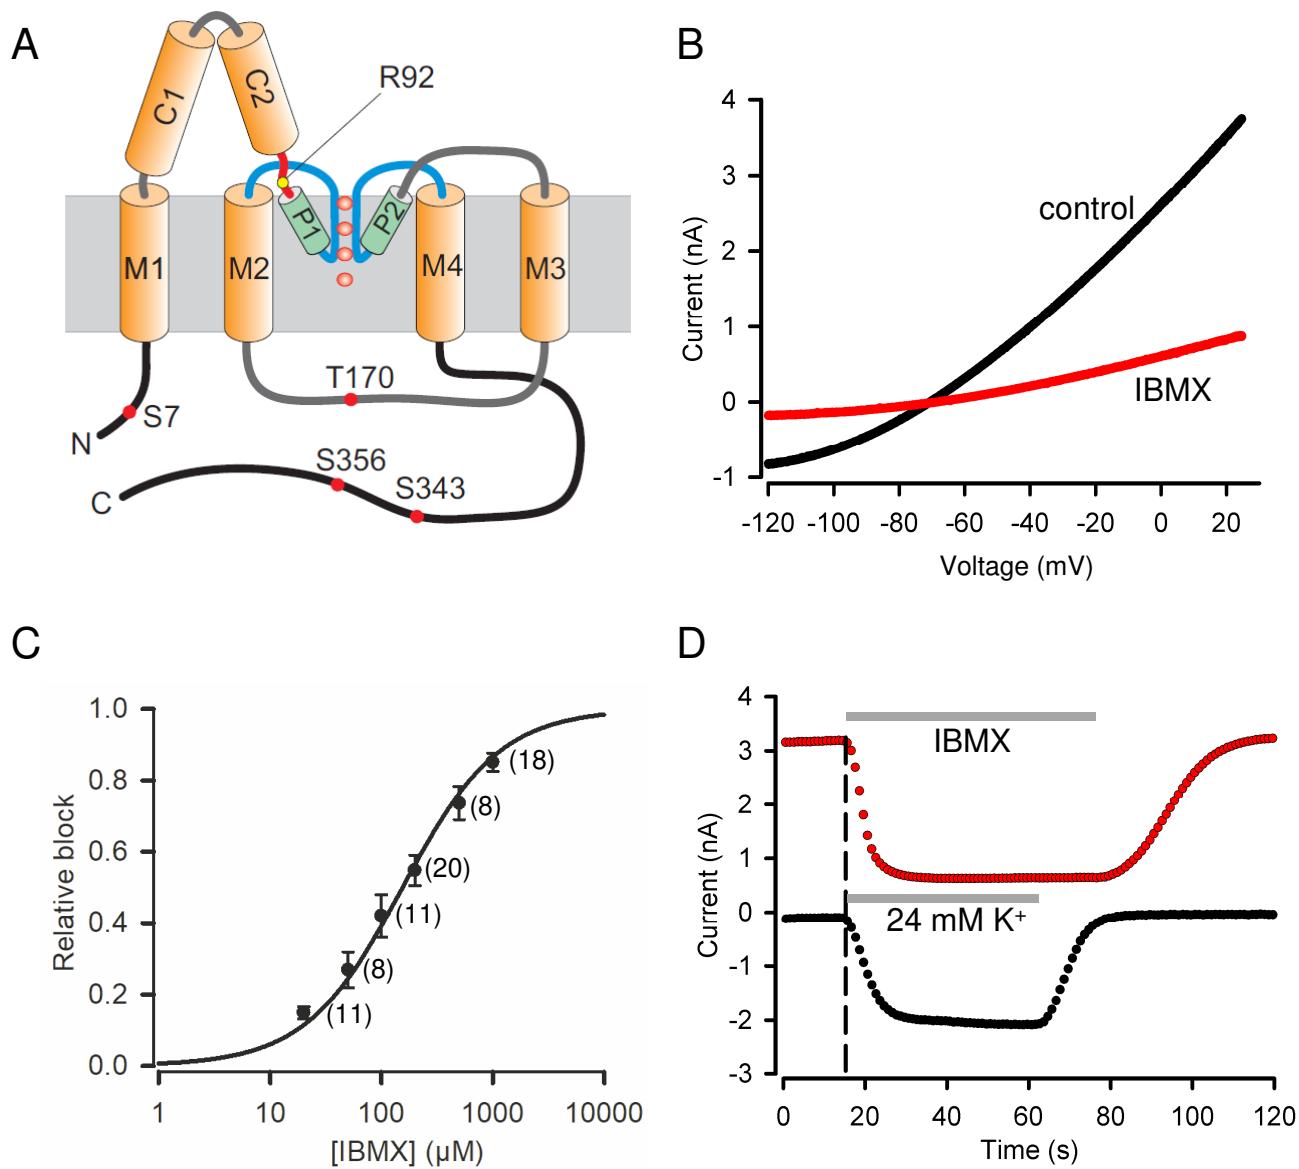 A
C1
C2
R92
P1
P2
M1
M2
M4
M3
T170
S7
N
S356
S343
C
B
4
3
2
1
0
-1
Current (nA)
control
IBMX
-120 -100 -80 -60 -40 -20 0 20
Voltage (mV)
C
1.0
0.8
0.6
0.4
0.2
0.0
Relative block
(18)
(8)
(20)
(11)
(8)
(11)
1 10 100 1000 10000
[IBMX] (µM)
D
4
3
2
1
0
-1
-2
-3
Current (nA)
IBMX
24 mM K⁺
0 20 40 60 80 100 120
Time (s)